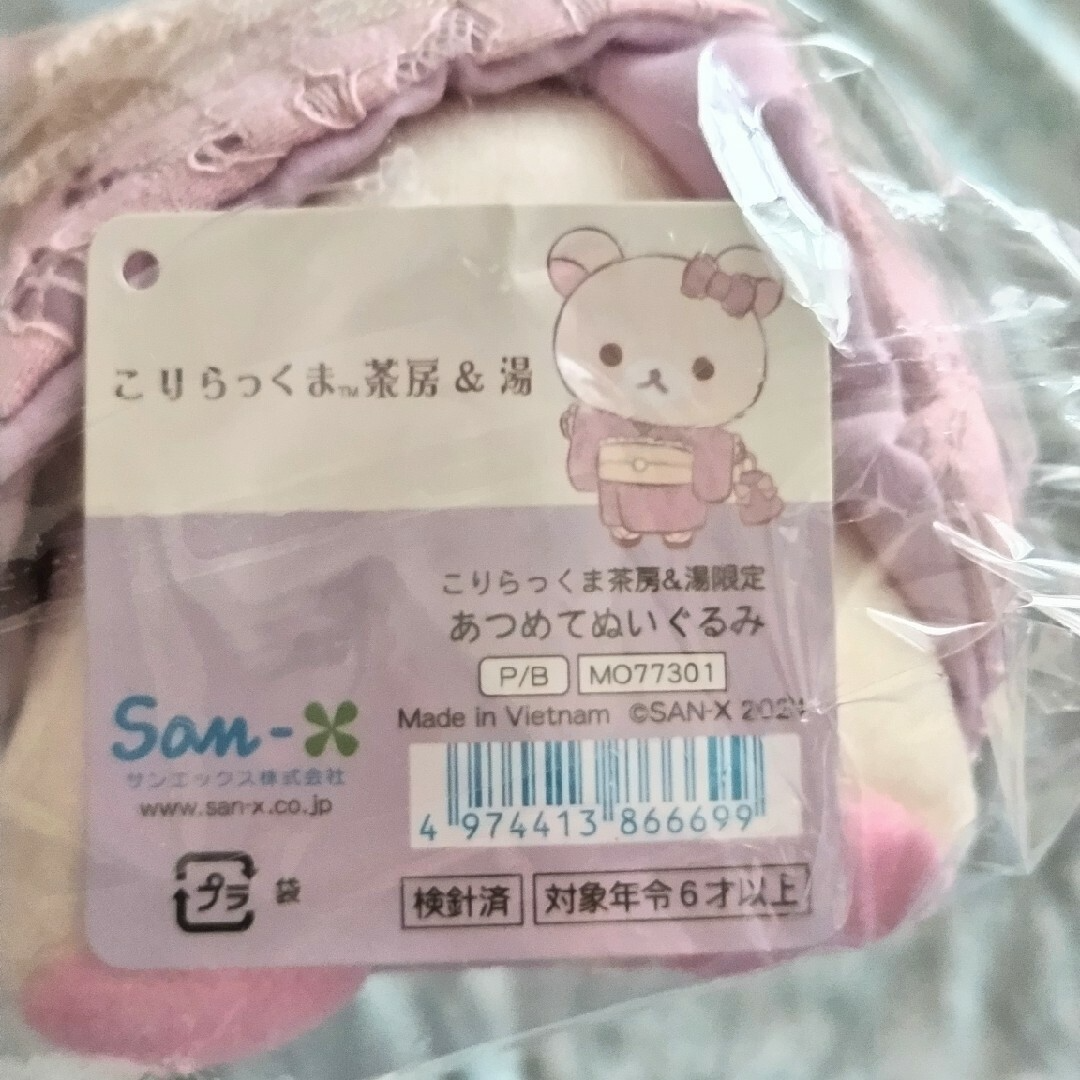 こりらっくま™茶房&湯
こりらっくま茶房&湯限定
あつめてぬいぐるみ
P/B MO77301
Made in Vietnam ©SAN-X 2024
San-X
サンエックス株式会社
www.san-x.co.jp
4 974413 866699
プラ 袋
検針済 対象年令6才以上